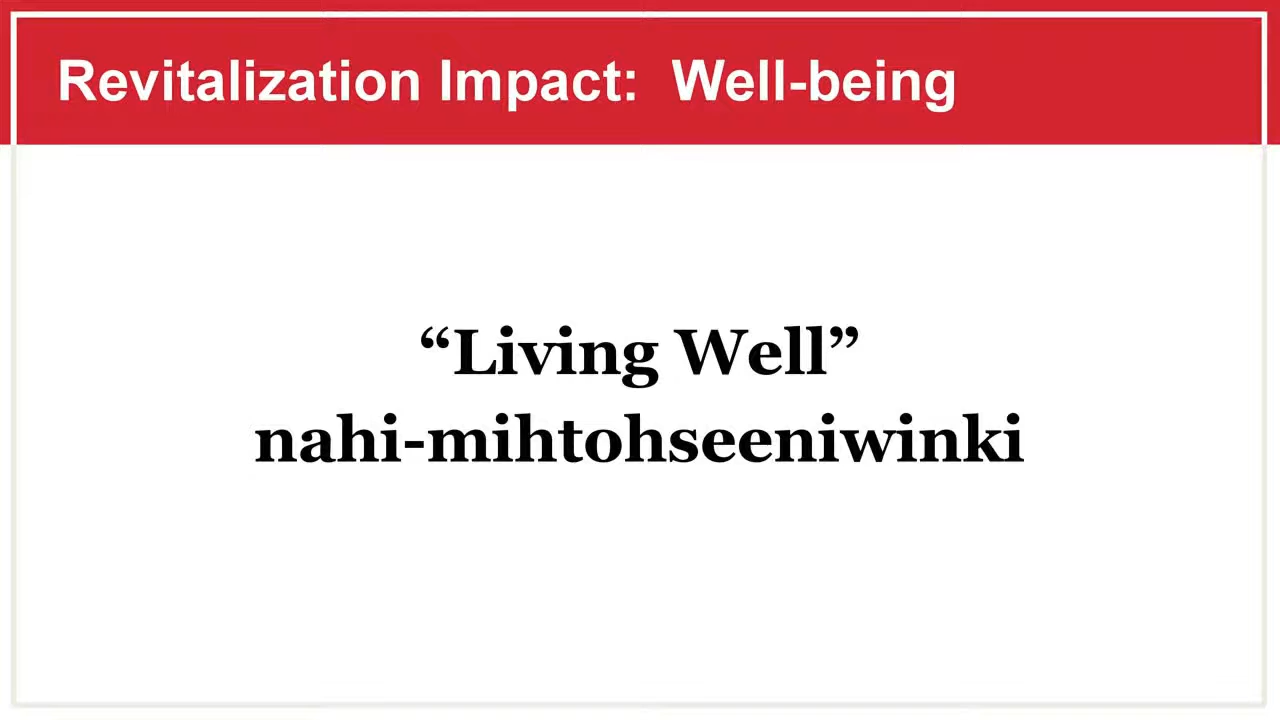 Revitalization Impact:  Well-being
“Living Well”
nahi-mihtohseeniwinki